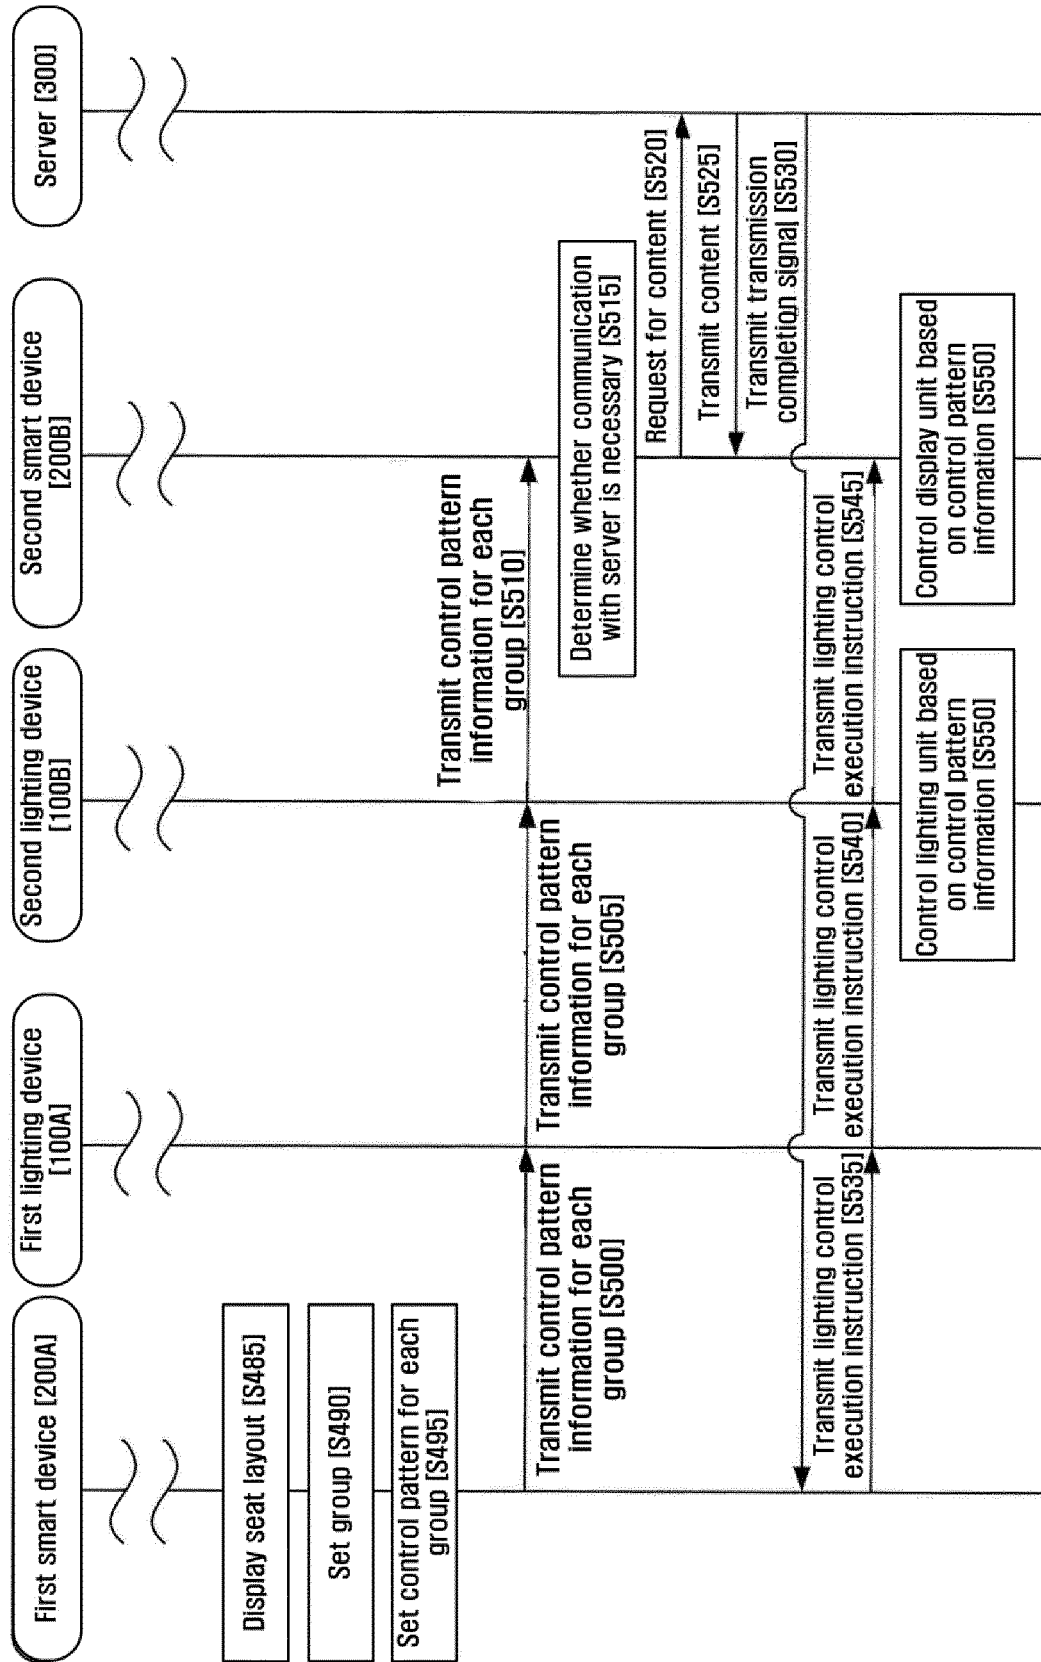 First smart device [200A]
First lighting device
[100A]
Second lighting device
[100B]
Second smart device
[200B]
Server [300]
Display seat layout [S485]
Set group [S490]
Set control pattern for each
group [S495]
Transmit control pattern
information for each
group [S500]
Transmit control pattern
information for each
group [S505]
Transmit control pattern
information for each
group [S510]
Determine whether communication
with server is necessary [S515]
Request for content [S520]
Transmit content [S525]
Transmit transmission
completion signal [S530]
Transmit lighting control
execution instruction [S535]
Transmit lighting control
execution instruction [S540]
Transmit lighting control
execution instruction [S545]
Control lighting unit based
on control pattern
information [S550]
Control display unit based
on control pattern
information [S550]